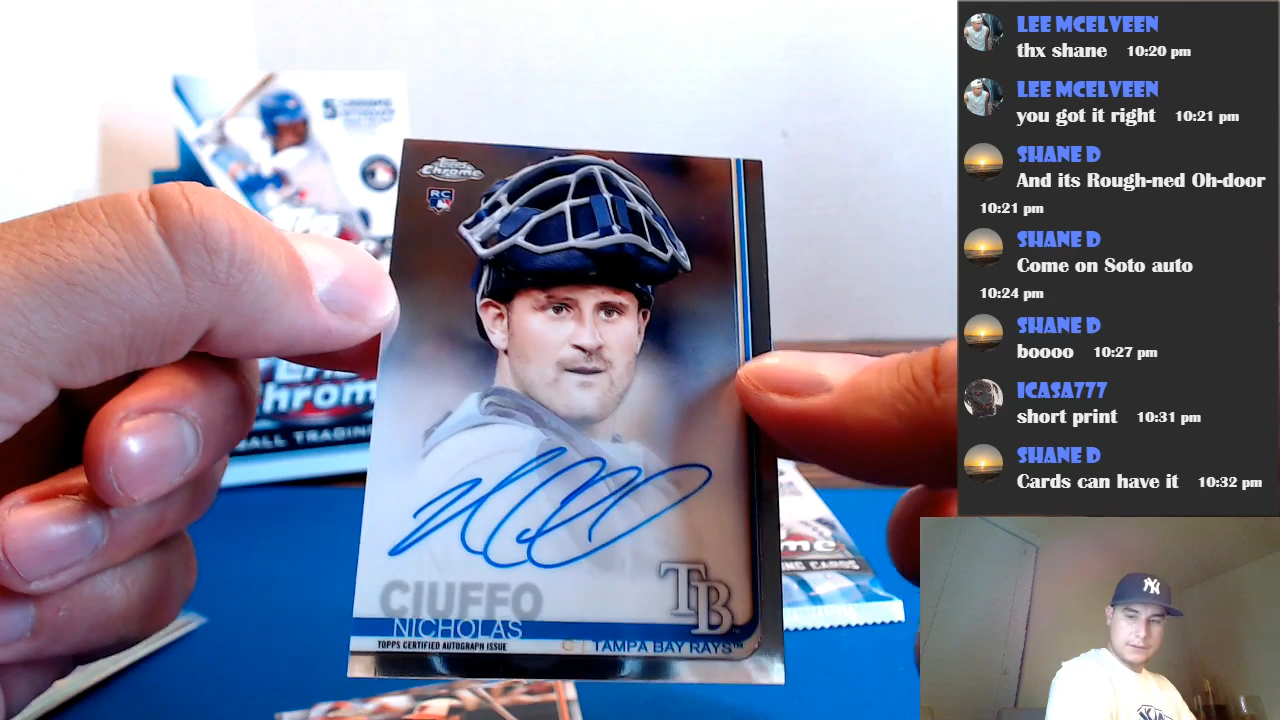 5 CHROME
Topps
Chrome
RC
CIUFFO
NICHOLAS
TOPPS CERTIFIED AUTOGRAPH ISSUE
C | TAMPA BAY RAYS™
TB
NY
LEE MCELVEEN
thx shane 10:20 pm
LEE MCELVEEN
you got it right 10:21 pm
SHANE D
And its Rough-ned Oh-door
10:21 pm
SHANE D
Come on Soto auto
10:24 pm
SHANE D
boooo 10:27 pm
ICASA777
short print 10:31 pm
SHANE D
Cards can have it 10:32 pm